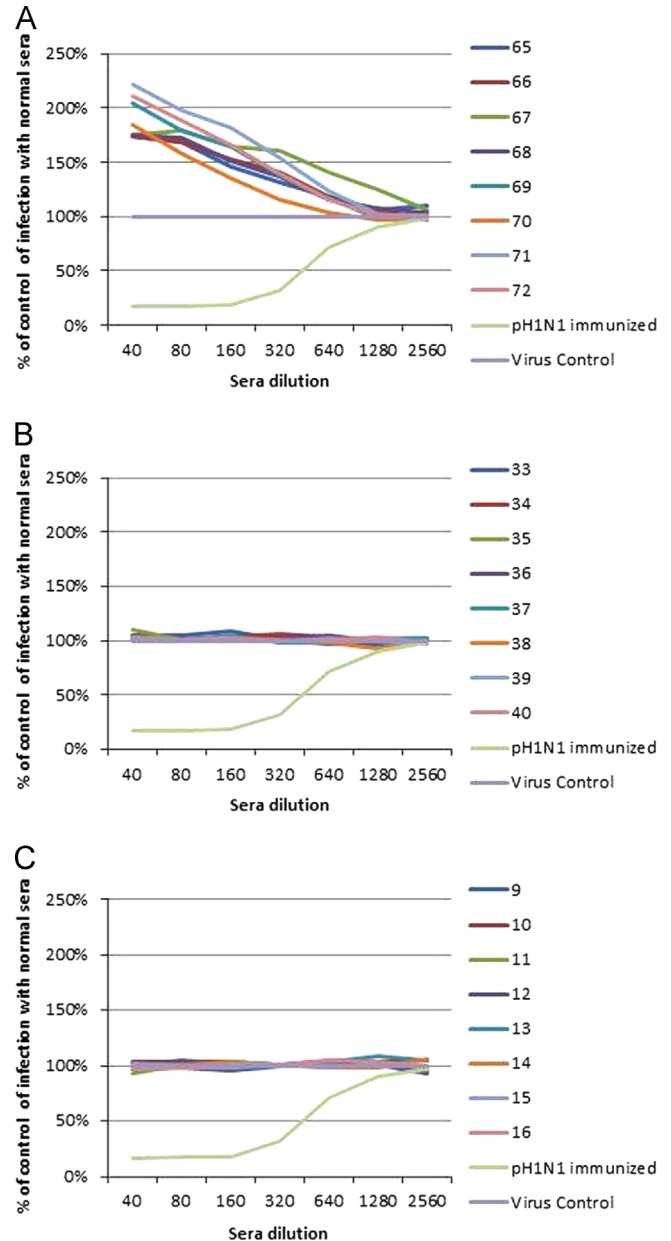 A
% of control of infection with normal sera
250%
200%
150%
100%
50%
0%
40 80 160 320 640 1280 2560
Sera dilution
65
66
67
68
69
70
71
72
pH1N1 immunized
Virus Control
B
% of control of infection with normal sera
250%
200%
150%
100%
50%
0%
40 80 160 320 640 1280 2560
Sera dilution
33
34
35
36
37
38
39
40
pH1N1 immunized
Virus Control
C
% of control of infection with normal sera
250%
200%
150%
100%
50%
0%
40 80 160 320 640 1280 2560
Sera dilution
9
10
11
12
13
14
15
16
pH1N1 immunized
Virus Control